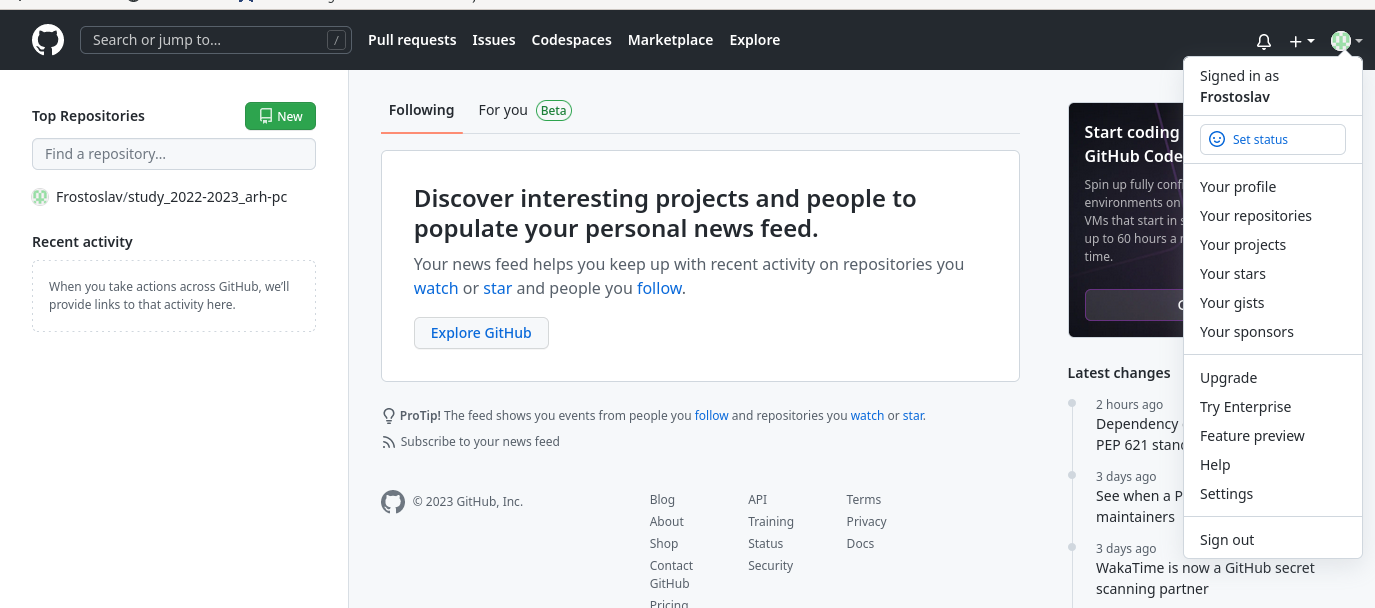 Search or jump to...
/
Pull requests
Issues
Codespaces
Marketplace
Explore
Top Repositories
New
Find a repository...
Frostoslav/study_2022-2023_arh-pc
Recent activity
When you take actions across GitHub, we'll
provide links to that activity here.
Following
For you
Beta
Discover interesting projects and people to
populate your personal news feed.
Your news feed helps you keep up with recent activity on repositories you
watch or star and people you follow.
Explore GitHub
ProTip! The feed shows you events from people you follow and repositories you watch or star.
Subscribe to your news feed
© 2023 GitHub, Inc.
Blog
About
Shop
Contact
GitHub
Pricing
API
Training
Status
Security
Terms
Privacy
Docs
Start coding
GitHub Code
Spin up fully
environments on
VMs that start in
up to 60 hours a
time.
Latest changes
2 hours ago
Dependency
PEP 621
3 days ago
See when a
maintainers
3 days ago
WakaTime is now a GitHub secret
scanning partner
Signed in as
Frostoslav
Set status
Your profile
Your repositories
Your projects
Your stars
Your gists
Your sponsors
Upgrade
Try Enterprise
Feature preview
Help
Settings
Sign out